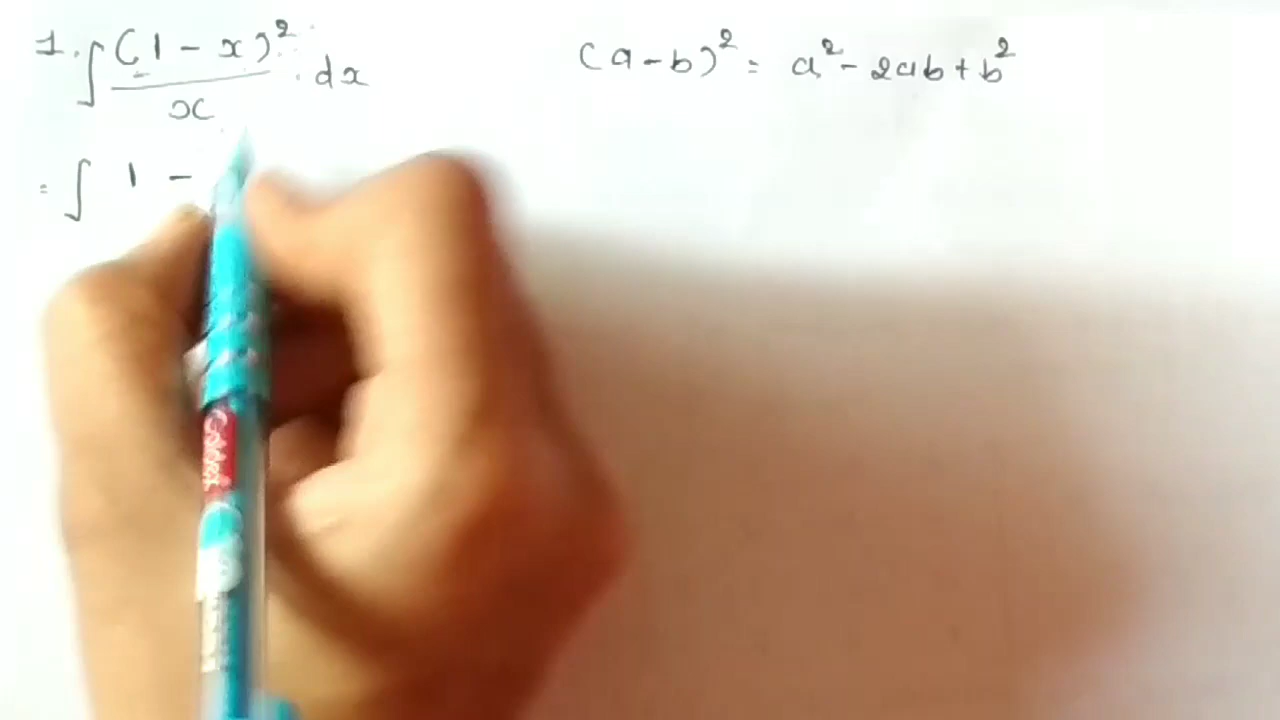 1. ∫ (1 - x)² / x . dx
(a-b)² = a² - 2ab + b²
= ∫ 1 -